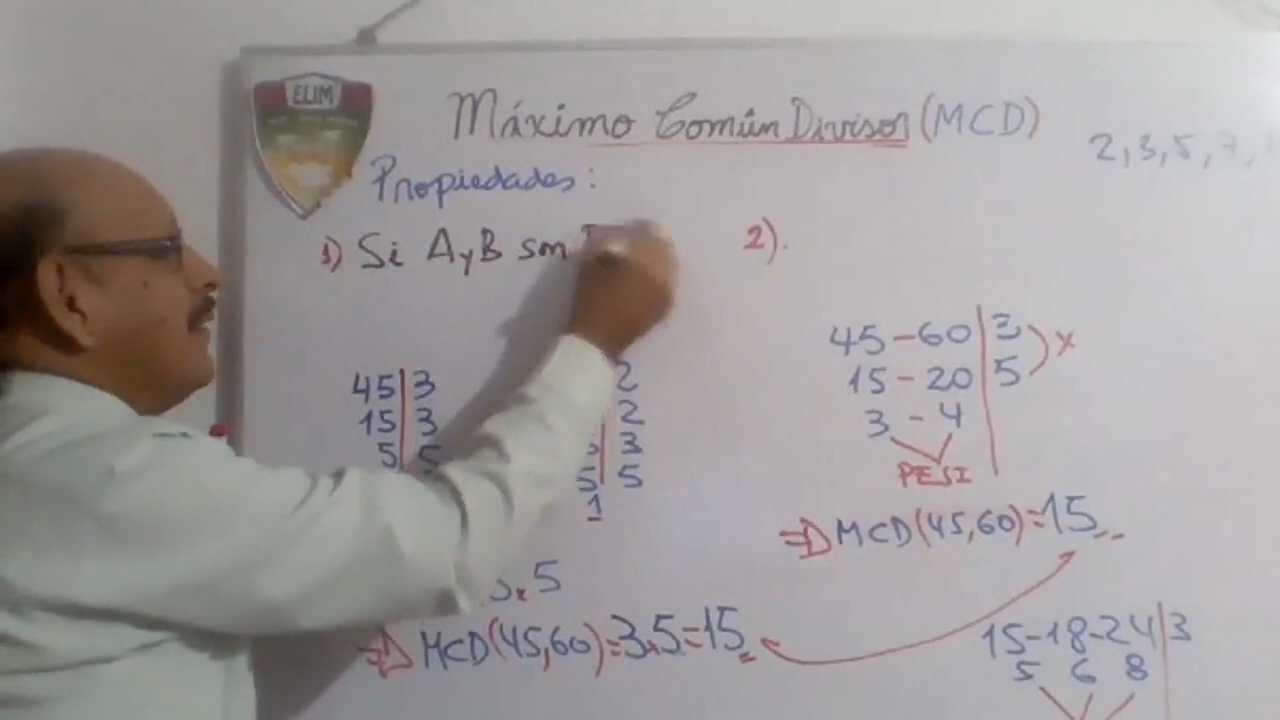 ELIM
Máximo Común Divisor (MCD)
2,3,5,7,
Propiedades:
1) Si A y B son
2).
45 3
15 3
5 5
2
2
3
5 5
1
45-60 3
15-20 5
3-4
x
PESI
⇒ MCD(45,60)=15
. 5
⇒ MCD(45,60)=3.5=15
15-18-24 3
5 6 8